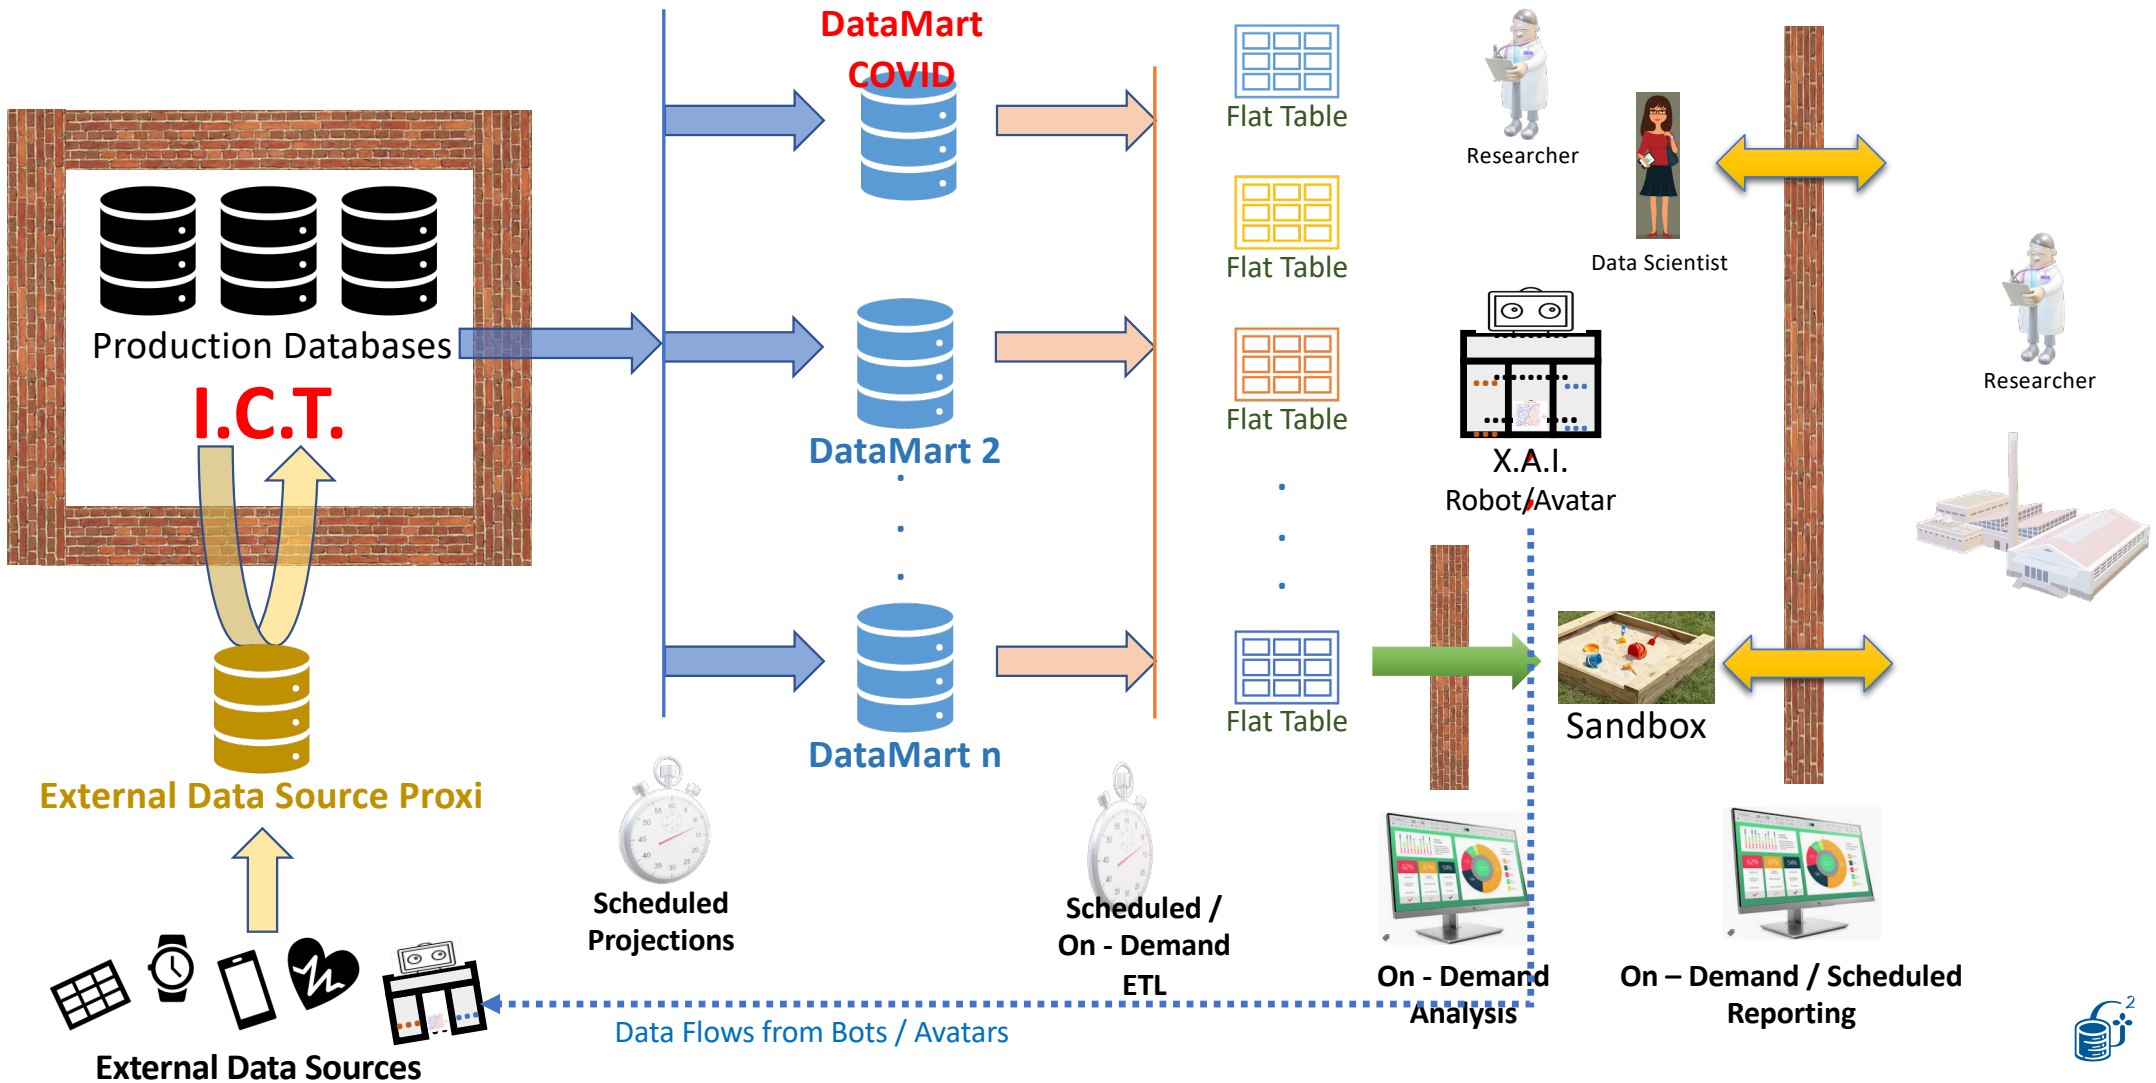 DataMart
COVID
Flat Table
Researcher
Flat Table
Data Scientist
Production Databases
I.C.T.
Researcher
Flat Table
DataMart 2
X.A.I.
Robot/Avatar
Flat Table
Sandbox
DataMart n
External Data Source Proxi
Scheduled
Projections
Scheduled /
On - Demand
ETL
On - Demand
Analysis
On – Demand / Scheduled
Reporting
Data Flows from Bots / Avatars
External Data Sources
2